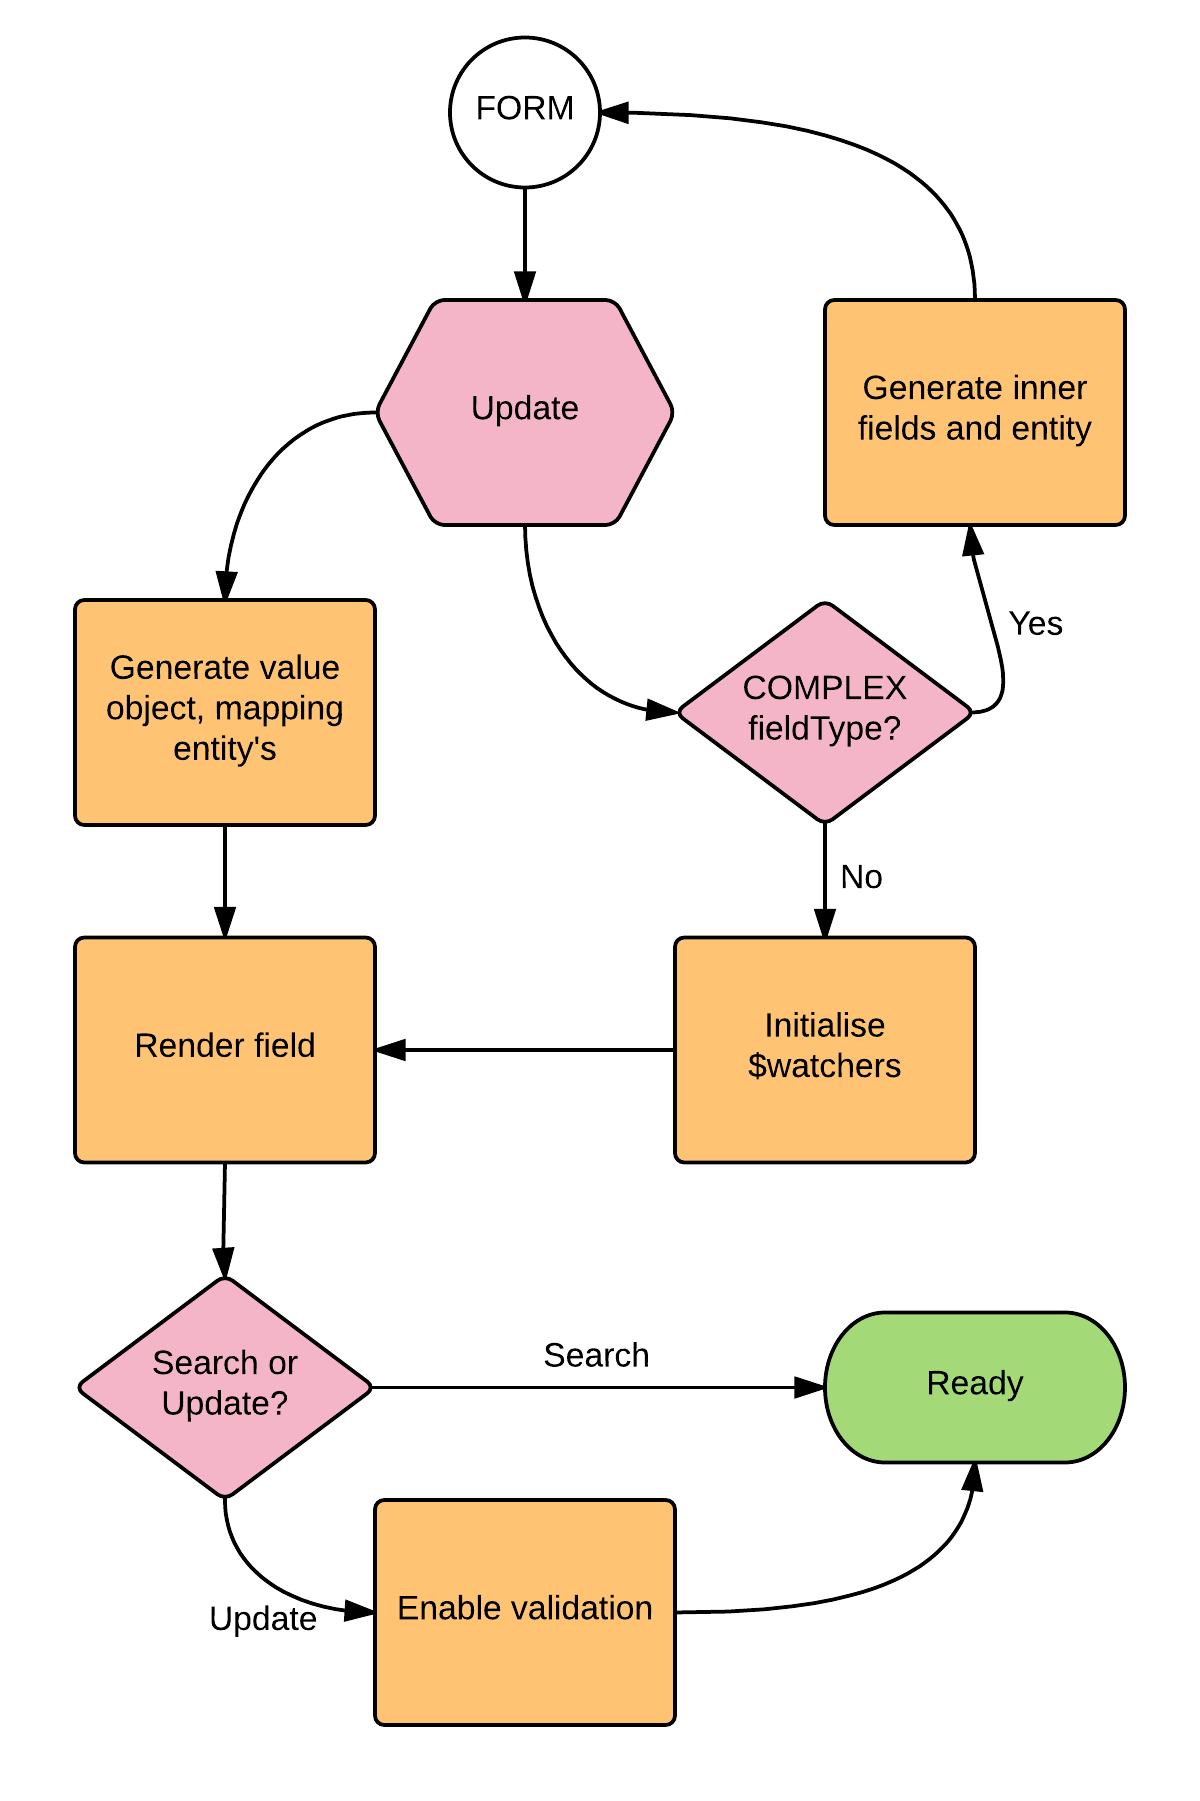 FORM
Update
Generate inner
fields and entity
Yes
Generate value
object, mapping
entity's
COMPLEX
fieldType?
No
Render field
Initialise
$watchers
Search or
Update?
Search
Ready
Update
Enable validation